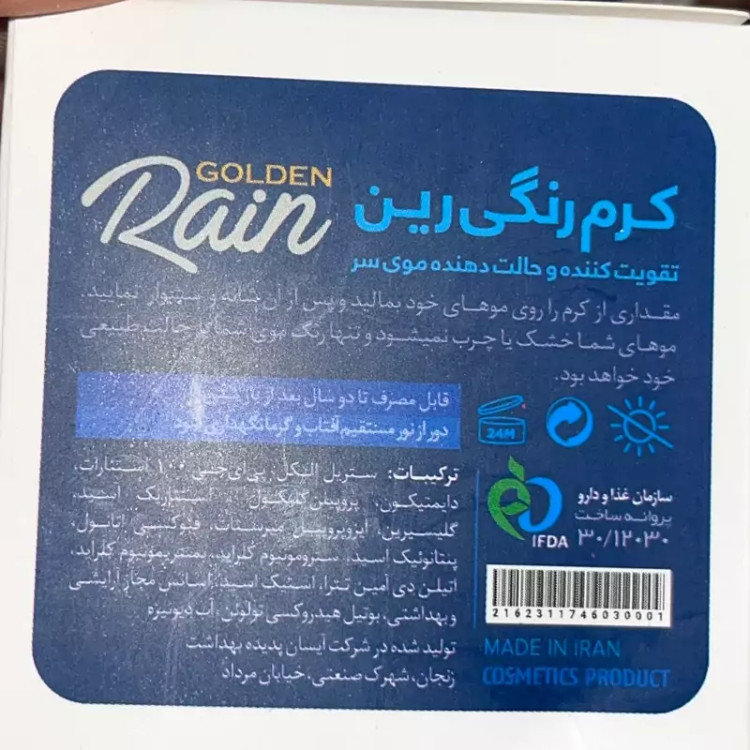 GOLDEN
Rain
کرم رنگی رین
تقویت کننده و حالت دهنده موی سر
مقداری از کرم را روی موهای خود بمالید و پس از آن شانه و سشوار نمایید.
موهای شما خشک یا چرب نمیشود و تنها رنگ موی شما به حالت طبیعی
خود خواهد بود.
قابل مصرف تا دو سال بعد از باز شدن
دور از نور مستقیم آفتاب و گرما نگهداری شود
24M
ترکیبات: ستریل الکل، پی ای جی ۱۰۰ استئارات،
دایمتیکون، پروپیلن گلیکول، استئاریک اسید،
گلیسیرین، ایزوپروپیل میرستات، فنوکسی اتانول،
پنتانوئیک اسید، ستروموتیوم کلراید، بهنتریمونیوم کلراید،
اتیلن دی آمین تترا، استیک اسید، اسانس مجاز آرایشی
و بهداشتی، بوتیل هیدروکسی تولوئن، آب دیونیزه
تولید شده در شرکت آیسان پدیده بهداشت
زنجان، شهرک صنعتی، خیابان مرداد
سازمان غذا و دارو
پروانه ساخت
۳۰/۱۲۰۳۰
IFDA
2162311746030001
MADE IN IRAN
COSMETICS PRODUCT